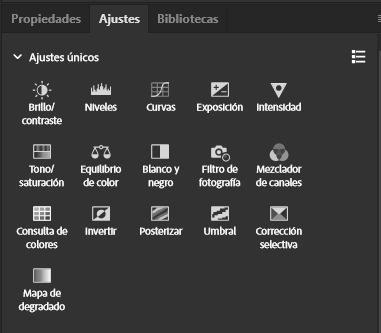 Propiedades Ajustes Bibliotecas
Ajustes únicos
Brillo/ Niveles Curvas Exposición Intensidad
contraste
Tono/ Equilibrio Blanco y Filtro de Mezclador
saturación de color negro fotografía de canales
Consulta de Invertir Posterizar Umbral Corrección
colores selectiva
Mapa de
degradado